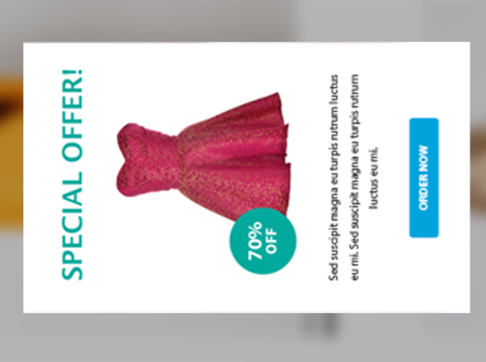 SPECIAL OFFER!
70%
OFF
Sed suscipit magna eu turpis rutrum luctus
eu mi. Sed suscipit magna eu turpis rutrum
luctus eu mi.
ORDER NOW